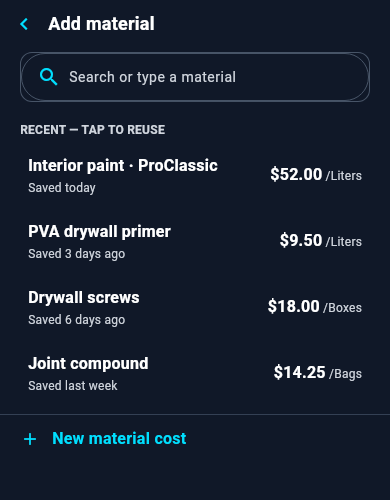 Add material
Search or type a material
RECENT — TAP TO REUSE
Interior paint · ProClassic
$52.00 /Liters
Saved today
PVA drywall primer
$9.50 /Liters
Saved 3 days ago
Drywall screws
$18.00 /Boxes
Saved 6 days ago
Joint compound
$14.25 /Bags
Saved last week
+ New material cost